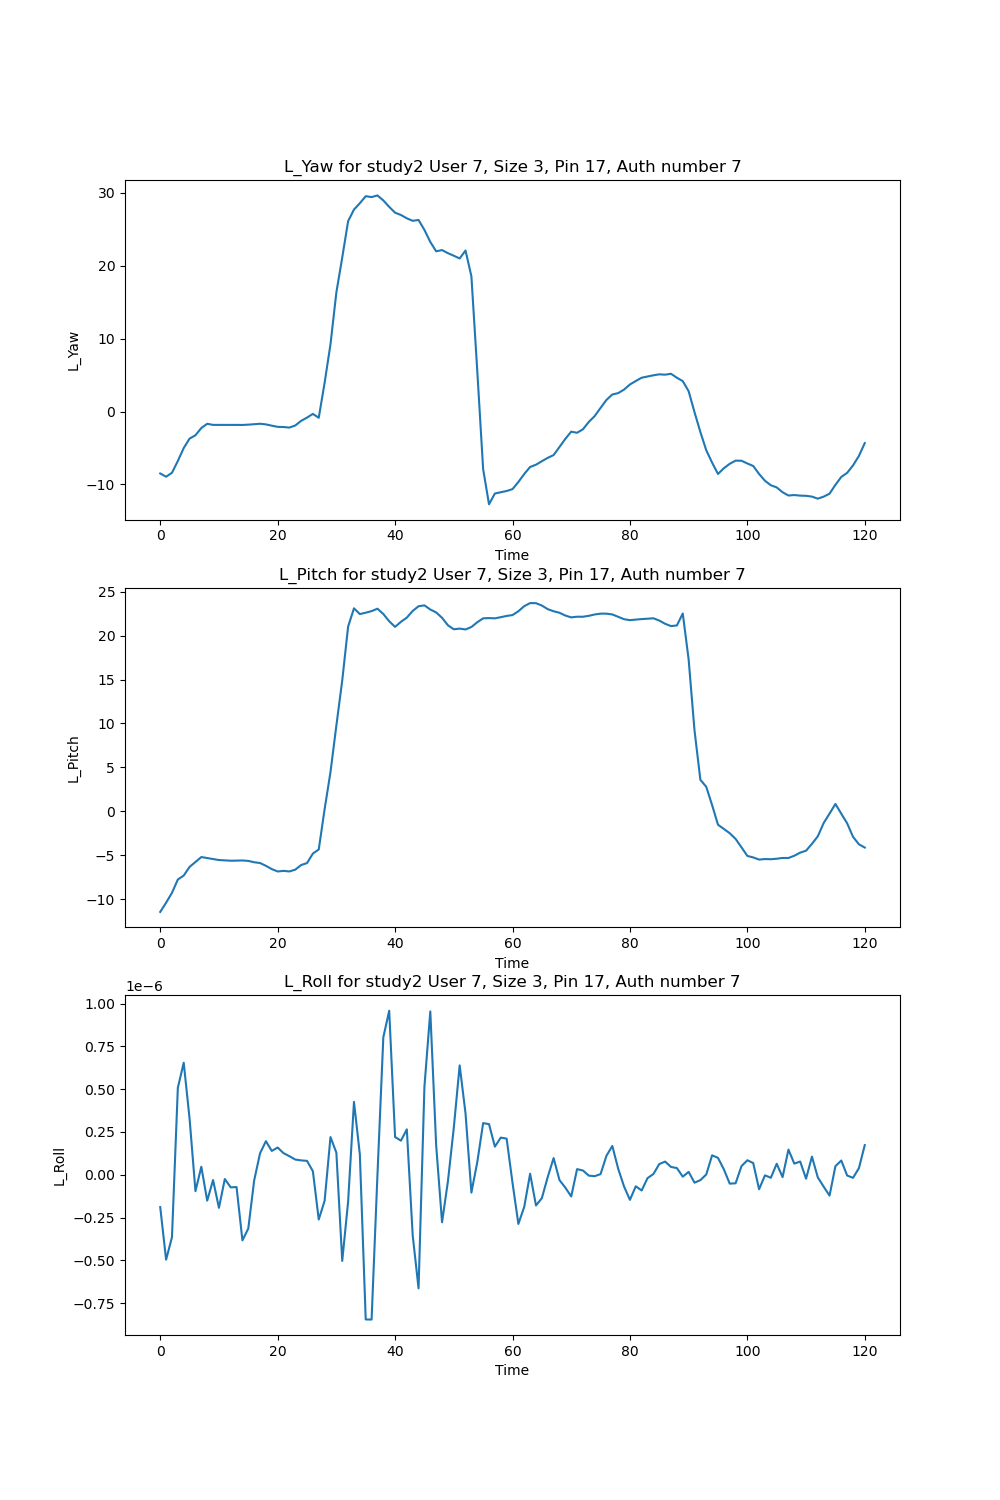 L_Yaw for study2 User 7, Size 3, Pin 17, Auth number 7
30
20
10
0
−10
L_Yaw
0 20 40 60 80 100 120
Time
L_Pitch for study2 User 7, Size 3, Pin 17, Auth number 7
25
20
15
10
5
0
−5
−10
L_Pitch
0 20 40 60 80 100 120
Time
L_Roll for study2 User 7, Size 3, Pin 17, Auth number 7
1e−6
1.00
0.75
0.50
0.25
0.00
−0.25
−0.50
−0.75
L_Roll
0 20 40 60 80 100 120
Time